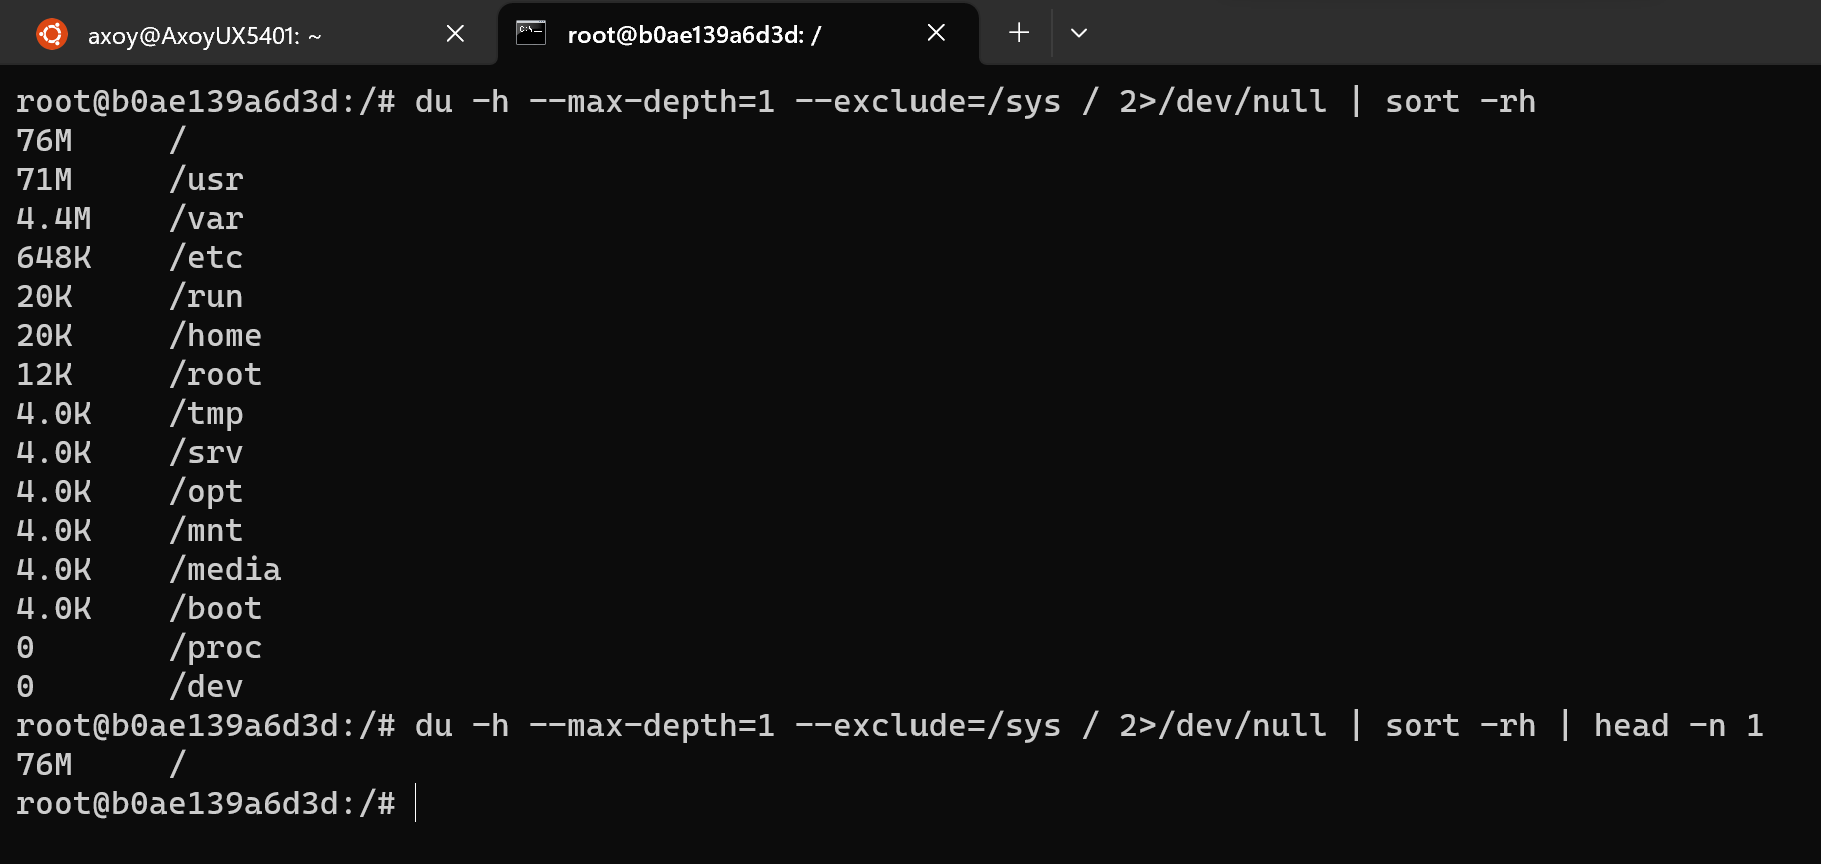 axoy@AxoyUX5401: ~
root@b0ae139a6d3d: /
root@b0ae139a6d3d:/# du -h --max-depth=1 --exclude=/sys / 2>/dev/null | sort -rh
76M /
71M /usr
4.4M /var
648K /etc
20K /run
20K /home
12K /root
4.0K /tmp
4.0K /srv
4.0K /opt
4.0K /mnt
4.0K /media
4.0K /boot
0 /proc
0 /dev
root@b0ae139a6d3d:/# du -h --max-depth=1 --exclude=/sys / 2>/dev/null | sort -rh | head -n 1
76M /
root@b0ae139a6d3d:/#